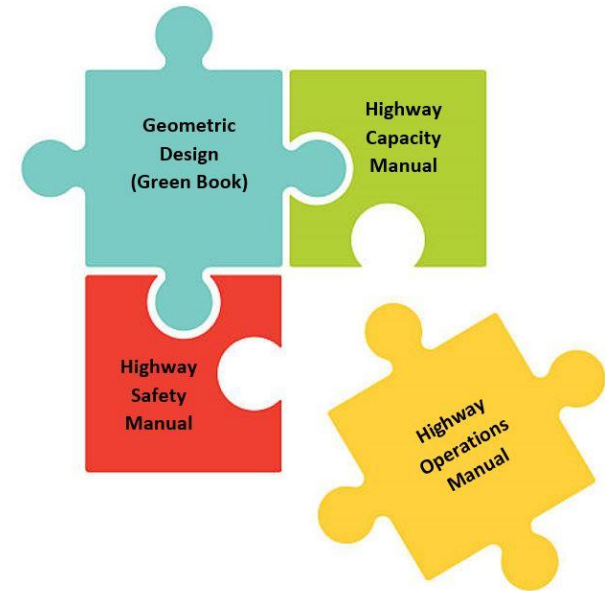 Geometric
Design
(Green Book)
Highway
Capacity
Manual
Highway
Safety
Manual
Highway
Operations
Manual